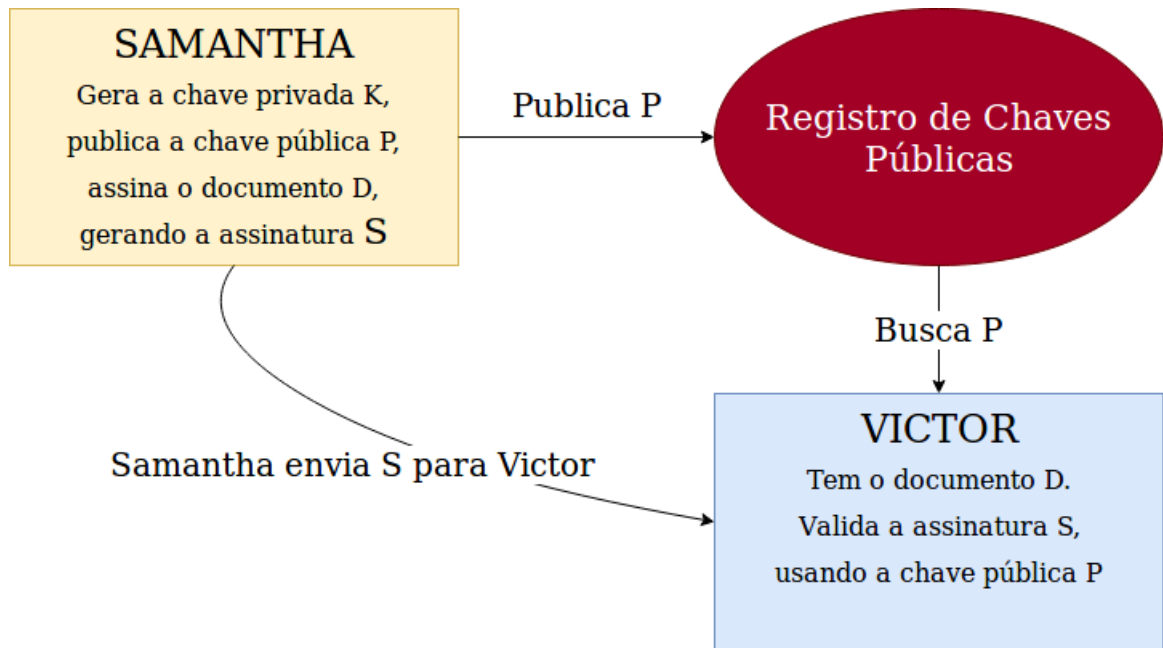 SAMANTHA
Gera a chave privada K,
publica a chave pública P,
assina o documento D,
gerando a assinatura S
Publica P
Registro de Chaves
Públicas
Busca P
Samantha envia S para Victor
VICTOR
Tem o documento D.
Valida a assinatura S,
usando a chave pública P